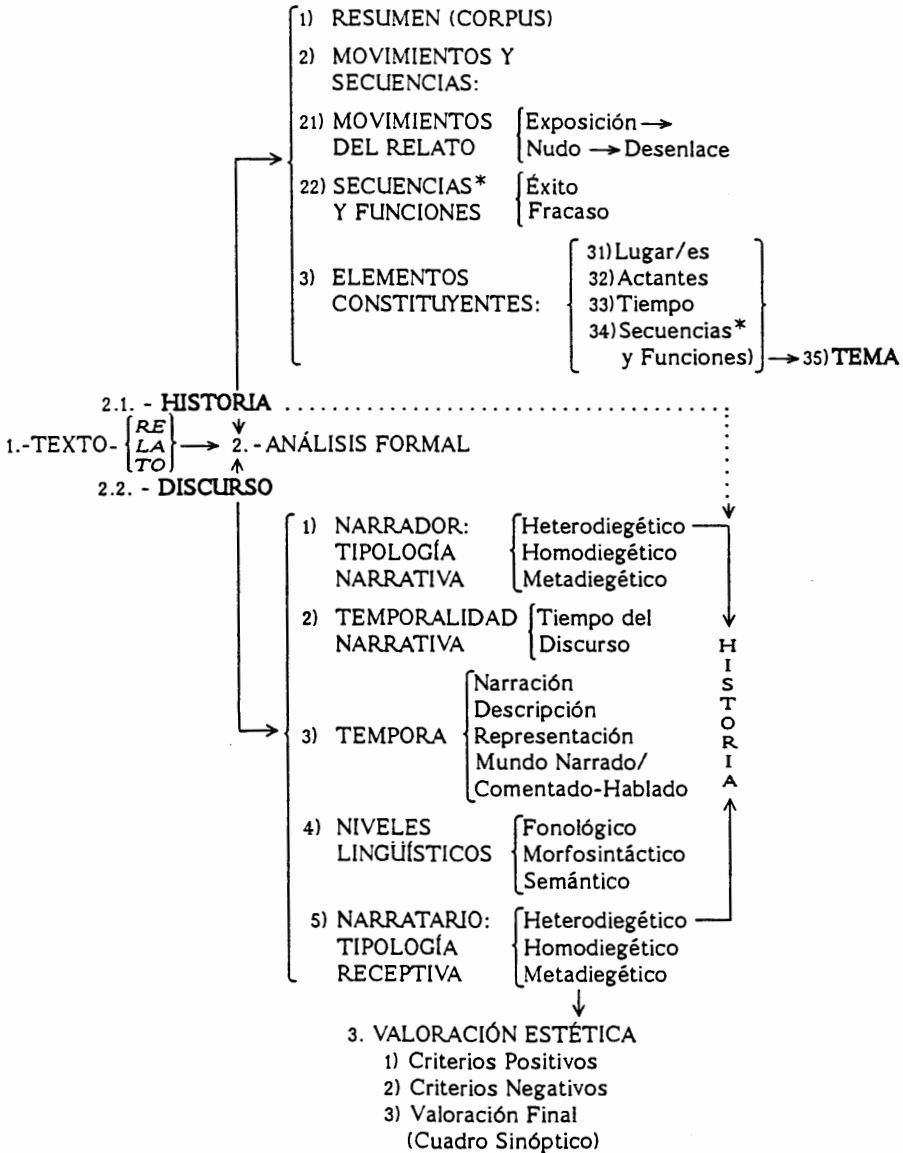 1) RESUMEN (CORPUS)
2) MOVIMIENTOS Y
SECUENCIAS:
21) MOVIMIENTOS
DEL RELATO
Exposición →
Nudo → Desenlace
22) SECUENCIAS*
Y FUNCIONES
Éxito
Fracaso
3) ELEMENTOS
CONSTITUYENTES:
31) Lugar/es
32) Actantes
33) Tiempo
34) Secuencias*
y Funciones)
→ 35) TEMA
2.1. - HISTORIA
1.-TEXTO-
RE
LA
TO
→ 2. - ANÁLISIS FORMAL
2.2. - DISCURSO
1) NARRADOR:
TIPOLOGÍA
NARRATIVA
Heterodiegético
Homodiegético
Metadiegético
2) TEMPORALIDAD
NARRATIVA
Tiempo del
Discurso
3) TEMPORA
Narración
Descripción
Representación
Mundo Narrado/
Comentado-Hablado
4) NIVELES
LINGÜÍSTICOS
Fonológico
Morfosintáctico
Semántico
5) NARRATARIO:
TIPOLOGÍA
RECEPTIVA
Heterodiegético
Homodiegético
Metadiegético
HISTORIA
3. VALORACIÓN ESTÉTICA
1) Criterios Positivos
2) Criterios Negativos
3) Valoración Final
(Cuadro Sinóptico)